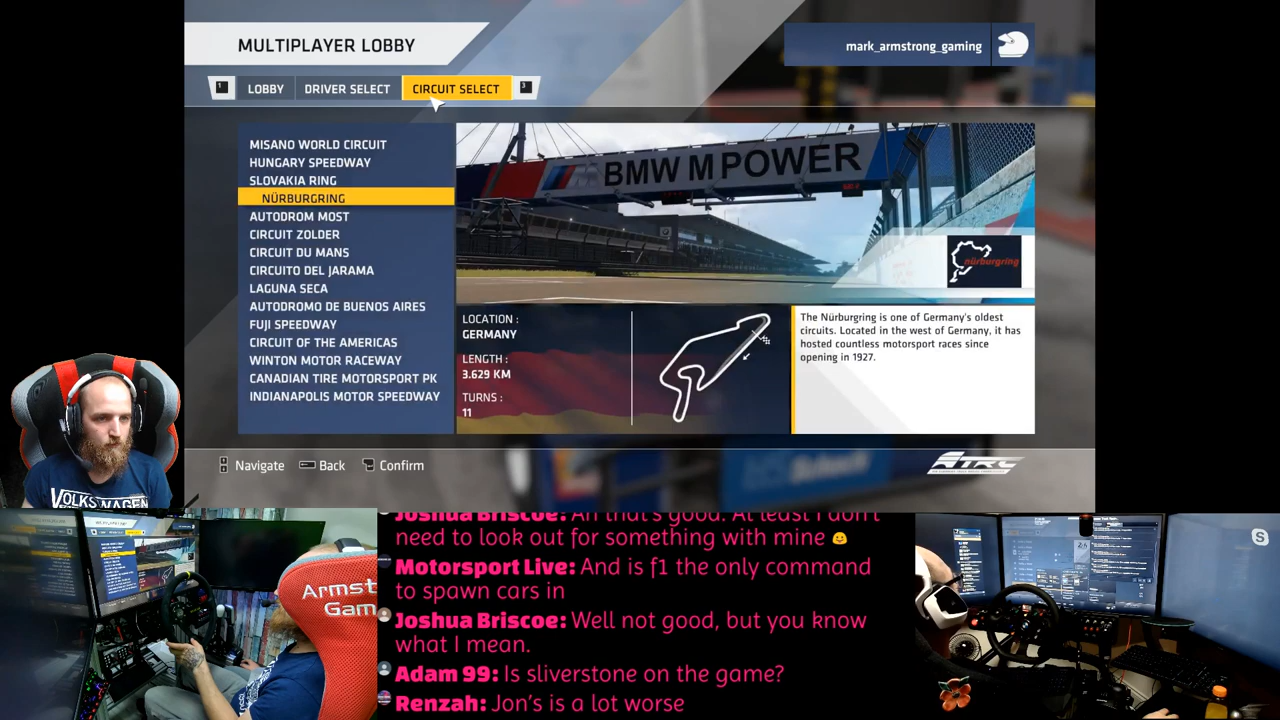 MULTIPLAYER LOBBY
mark_armstrong_gaming
1 LOBBY DRIVER SELECT CIRCUIT SELECT 3
MISANO WORLD CIRCUIT
HUNGARY SPEEDWAY
SLOVAKIA RING
NÜRBURGRING
AUTODROM MOST
CIRCUIT ZOLDER
CIRCUIT DU MANS
CIRCUITO DEL JARAMA
LAGUNA SECA
AUTODROMO DE BUENOS AIRES
FUJI SPEEDWAY
CIRCUIT OF THE AMERICAS
WINTON MOTOR RACEWAY
CANADIAN TIRE MOTORSPORT PK
INDIANAPOLIS MOTOR SPEEDWAY
BMW M POWER
nürburgring
LOCATION :
GERMANY
LENGTH :
3.629 KM
TURNS :
11
The Nürburgring is one of Germany's oldest
circuits. Located in the west of Germany, it has
hosted countless motorsport races since
opening in 1927.
Navigate Back Confirm
VOLKSWAGEN
Armst
Gam
Joshua Briscoe: Ah that's good. At least I don't
need to look out for something with mine
Motorsport Live: And is f1 the only command
to spawn cars in
Joshua Briscoe: Well not good, but you know
what I mean.
Adam 99: Is sliverstone on the game?
Renzah: Jon's is a lot worse